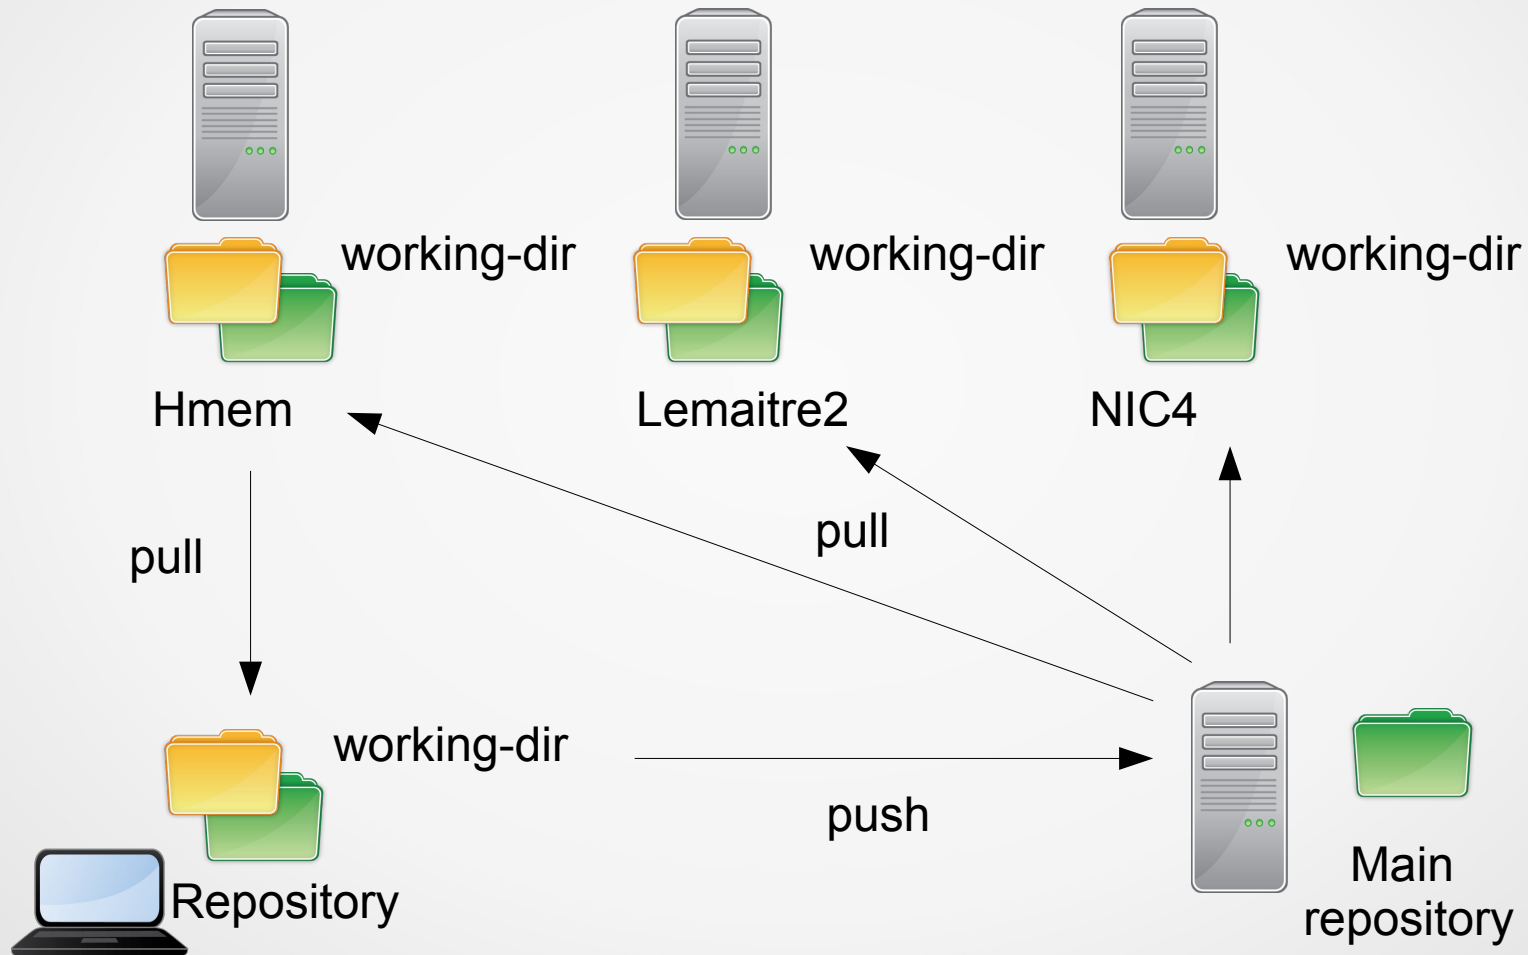 working-dir
working-dir
working-dir
Hmem
Lemaitre2
NIC4
pull
pull
working-dir
push
Repository
Main
repository